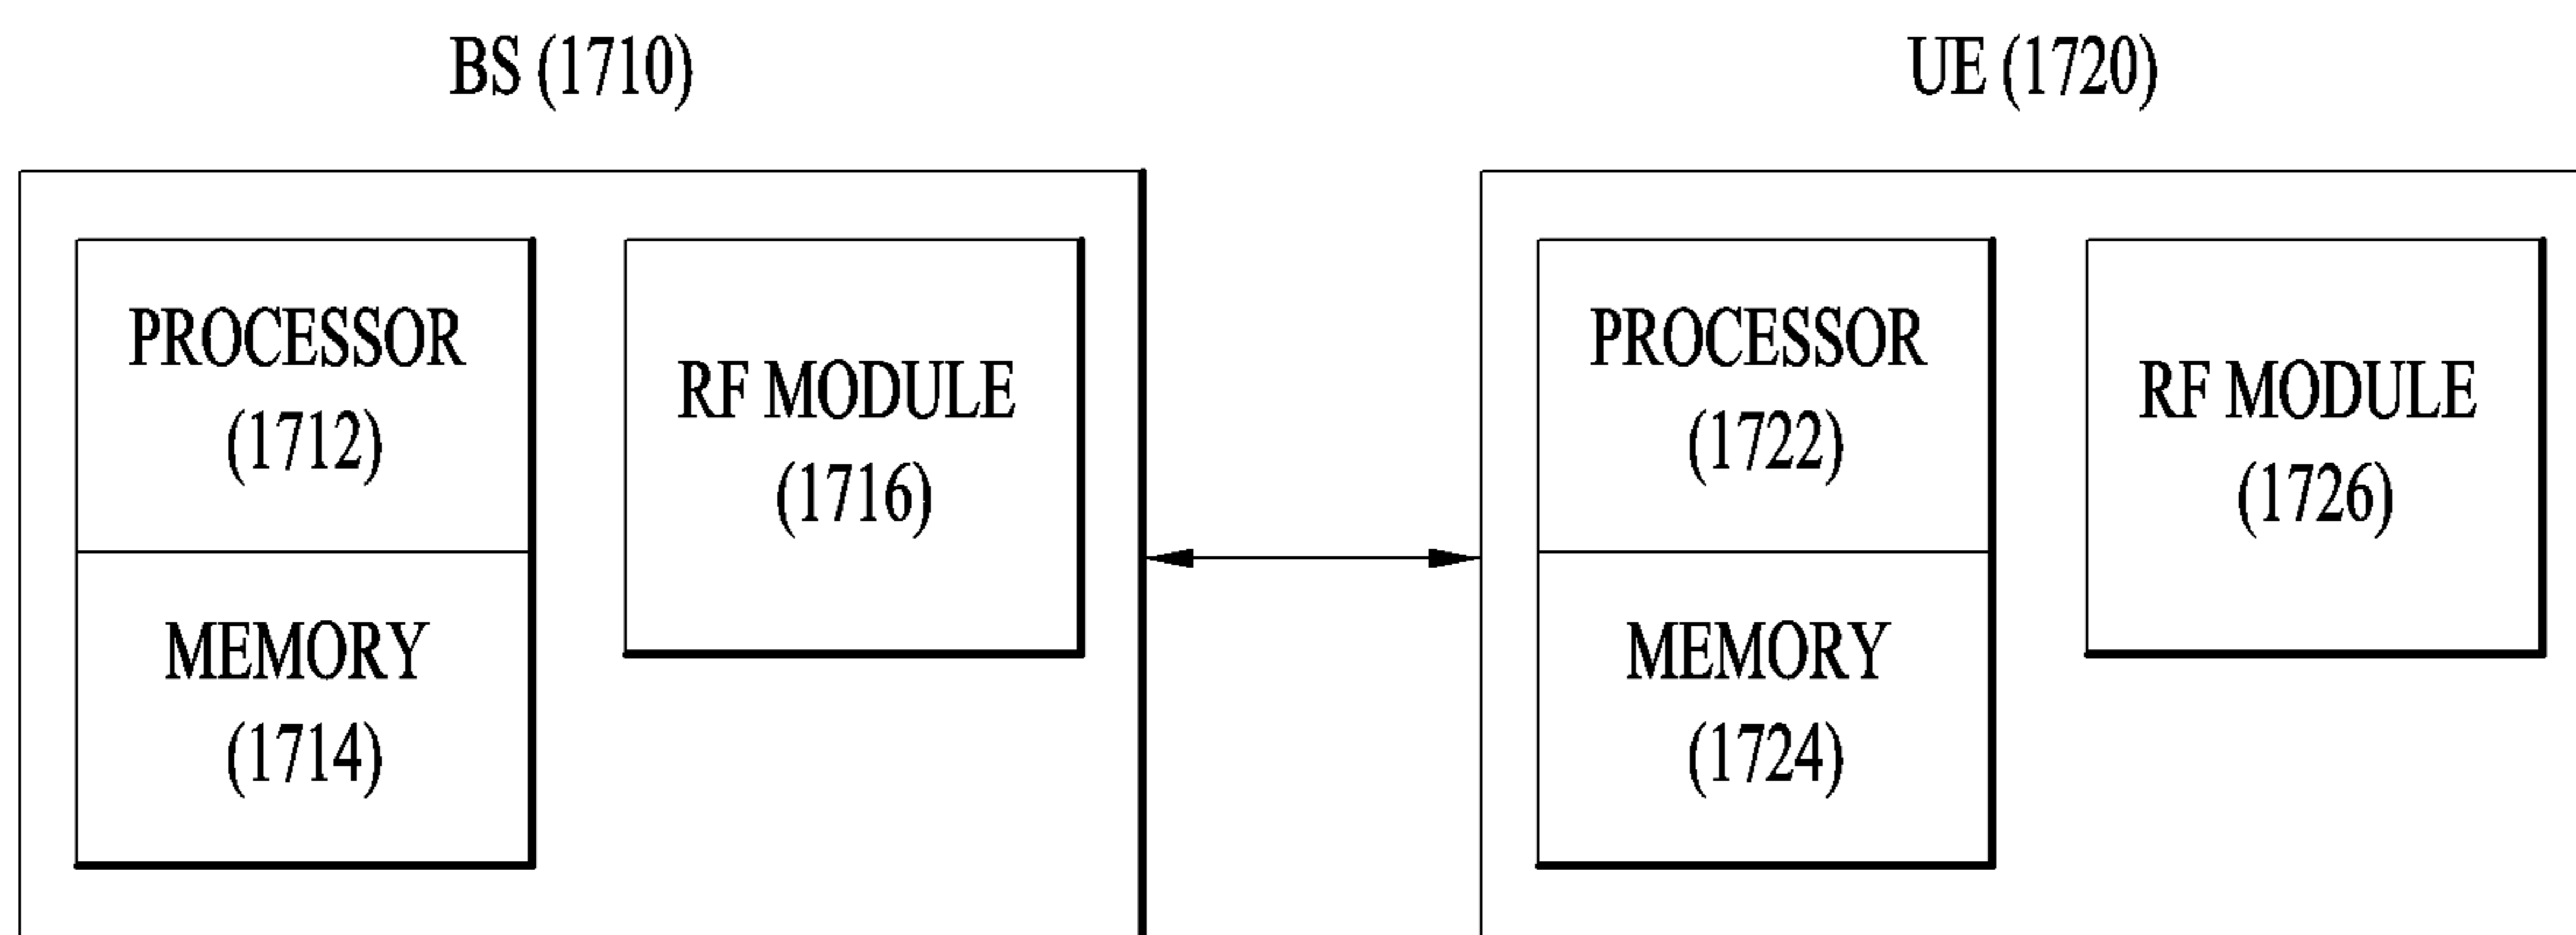 BS (1710)
UE (1720)
PROCESSOR
(1712)
MEMORY
(1714)
RF MODULE
(1716)
PROCESSOR
(1722)
MEMORY
(1724)
RF MODULE
(1726)